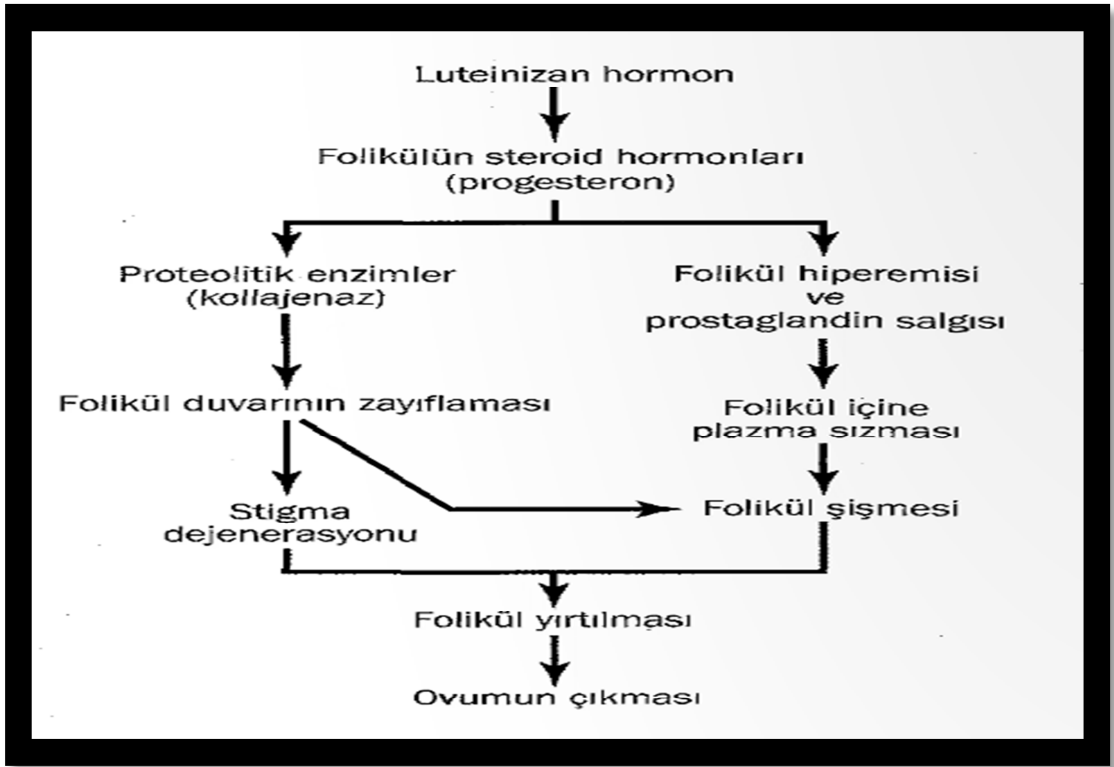 Luteinizan hormon
Folikülün steroid hormonları
(progesteron)
Proteolitik enzimler
(kollajenaz)
Folikül hiperemisi
ve
prostaglandin salgısı
Folikül duvarının zayıflaması
Folikül içine
plazma sızması
Stigma
dejenerasyonu
Folikül şişmesi
Folikül yırtılması
Ovumun çıkması